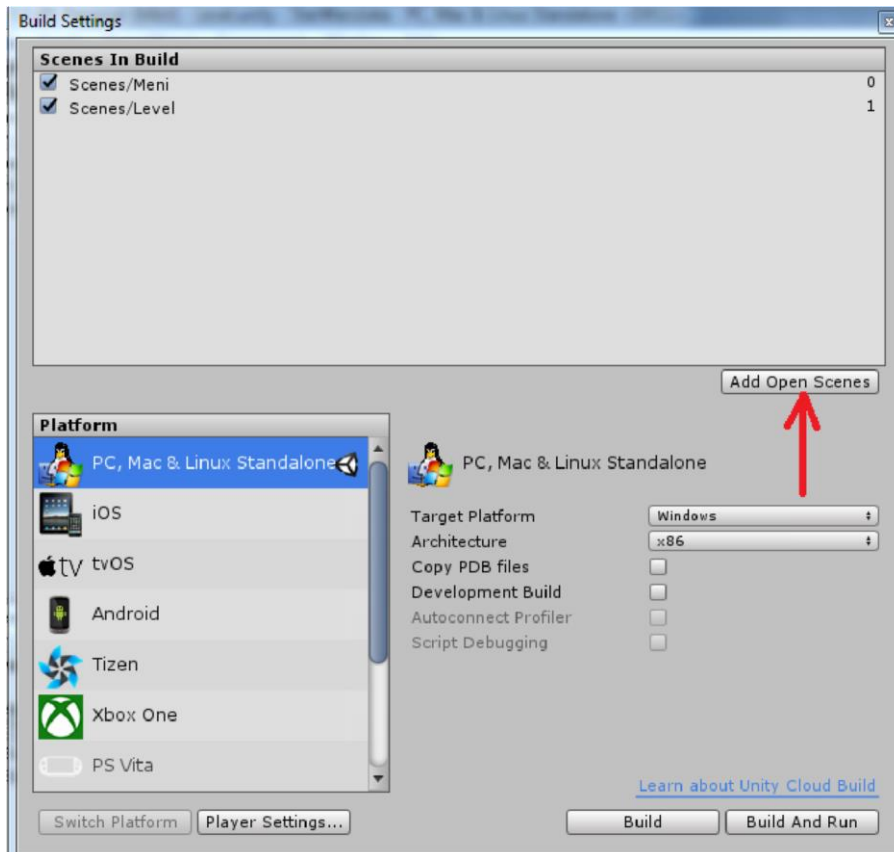 Build Settings
Scenes In Build
Scenes/Meni 0
Scenes/Level 1
Add Open Scenes
Platform
PC, Mac & Linux Standalone
iOS
tv tvOS
Android
Tizen
Xbox One
PS Vita
PC, Mac & Linux Standalone
Target Platform Windows
Architecture x86
Copy PDB files
Development Build
Autoconnect Profiler
Script Debugging
Learn about Unity Cloud Build
Switch Platform Player Settings... Build Build And Run